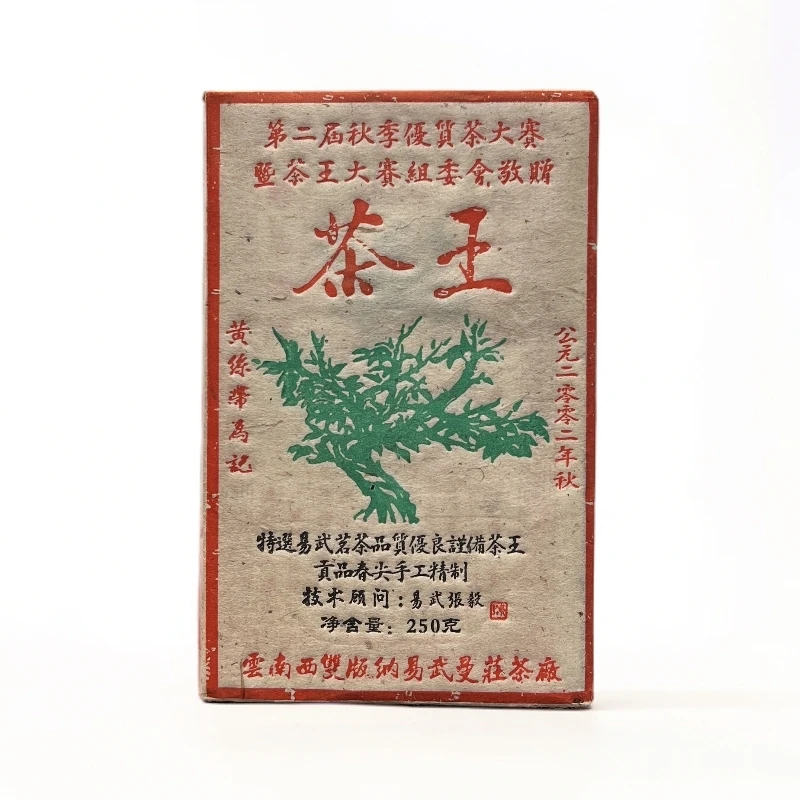 第二屆秋季優質茶大賽
暨茶王大賽組委會敬贈
茶王
黃絲帶為記
公元二零零二年秋
特選易武茗茶品質優良謹備茶王
貢品春尖手工精制
技术顾问：易武張毅
净含量：250克
雲南西雙版納易武曼莊茶廠